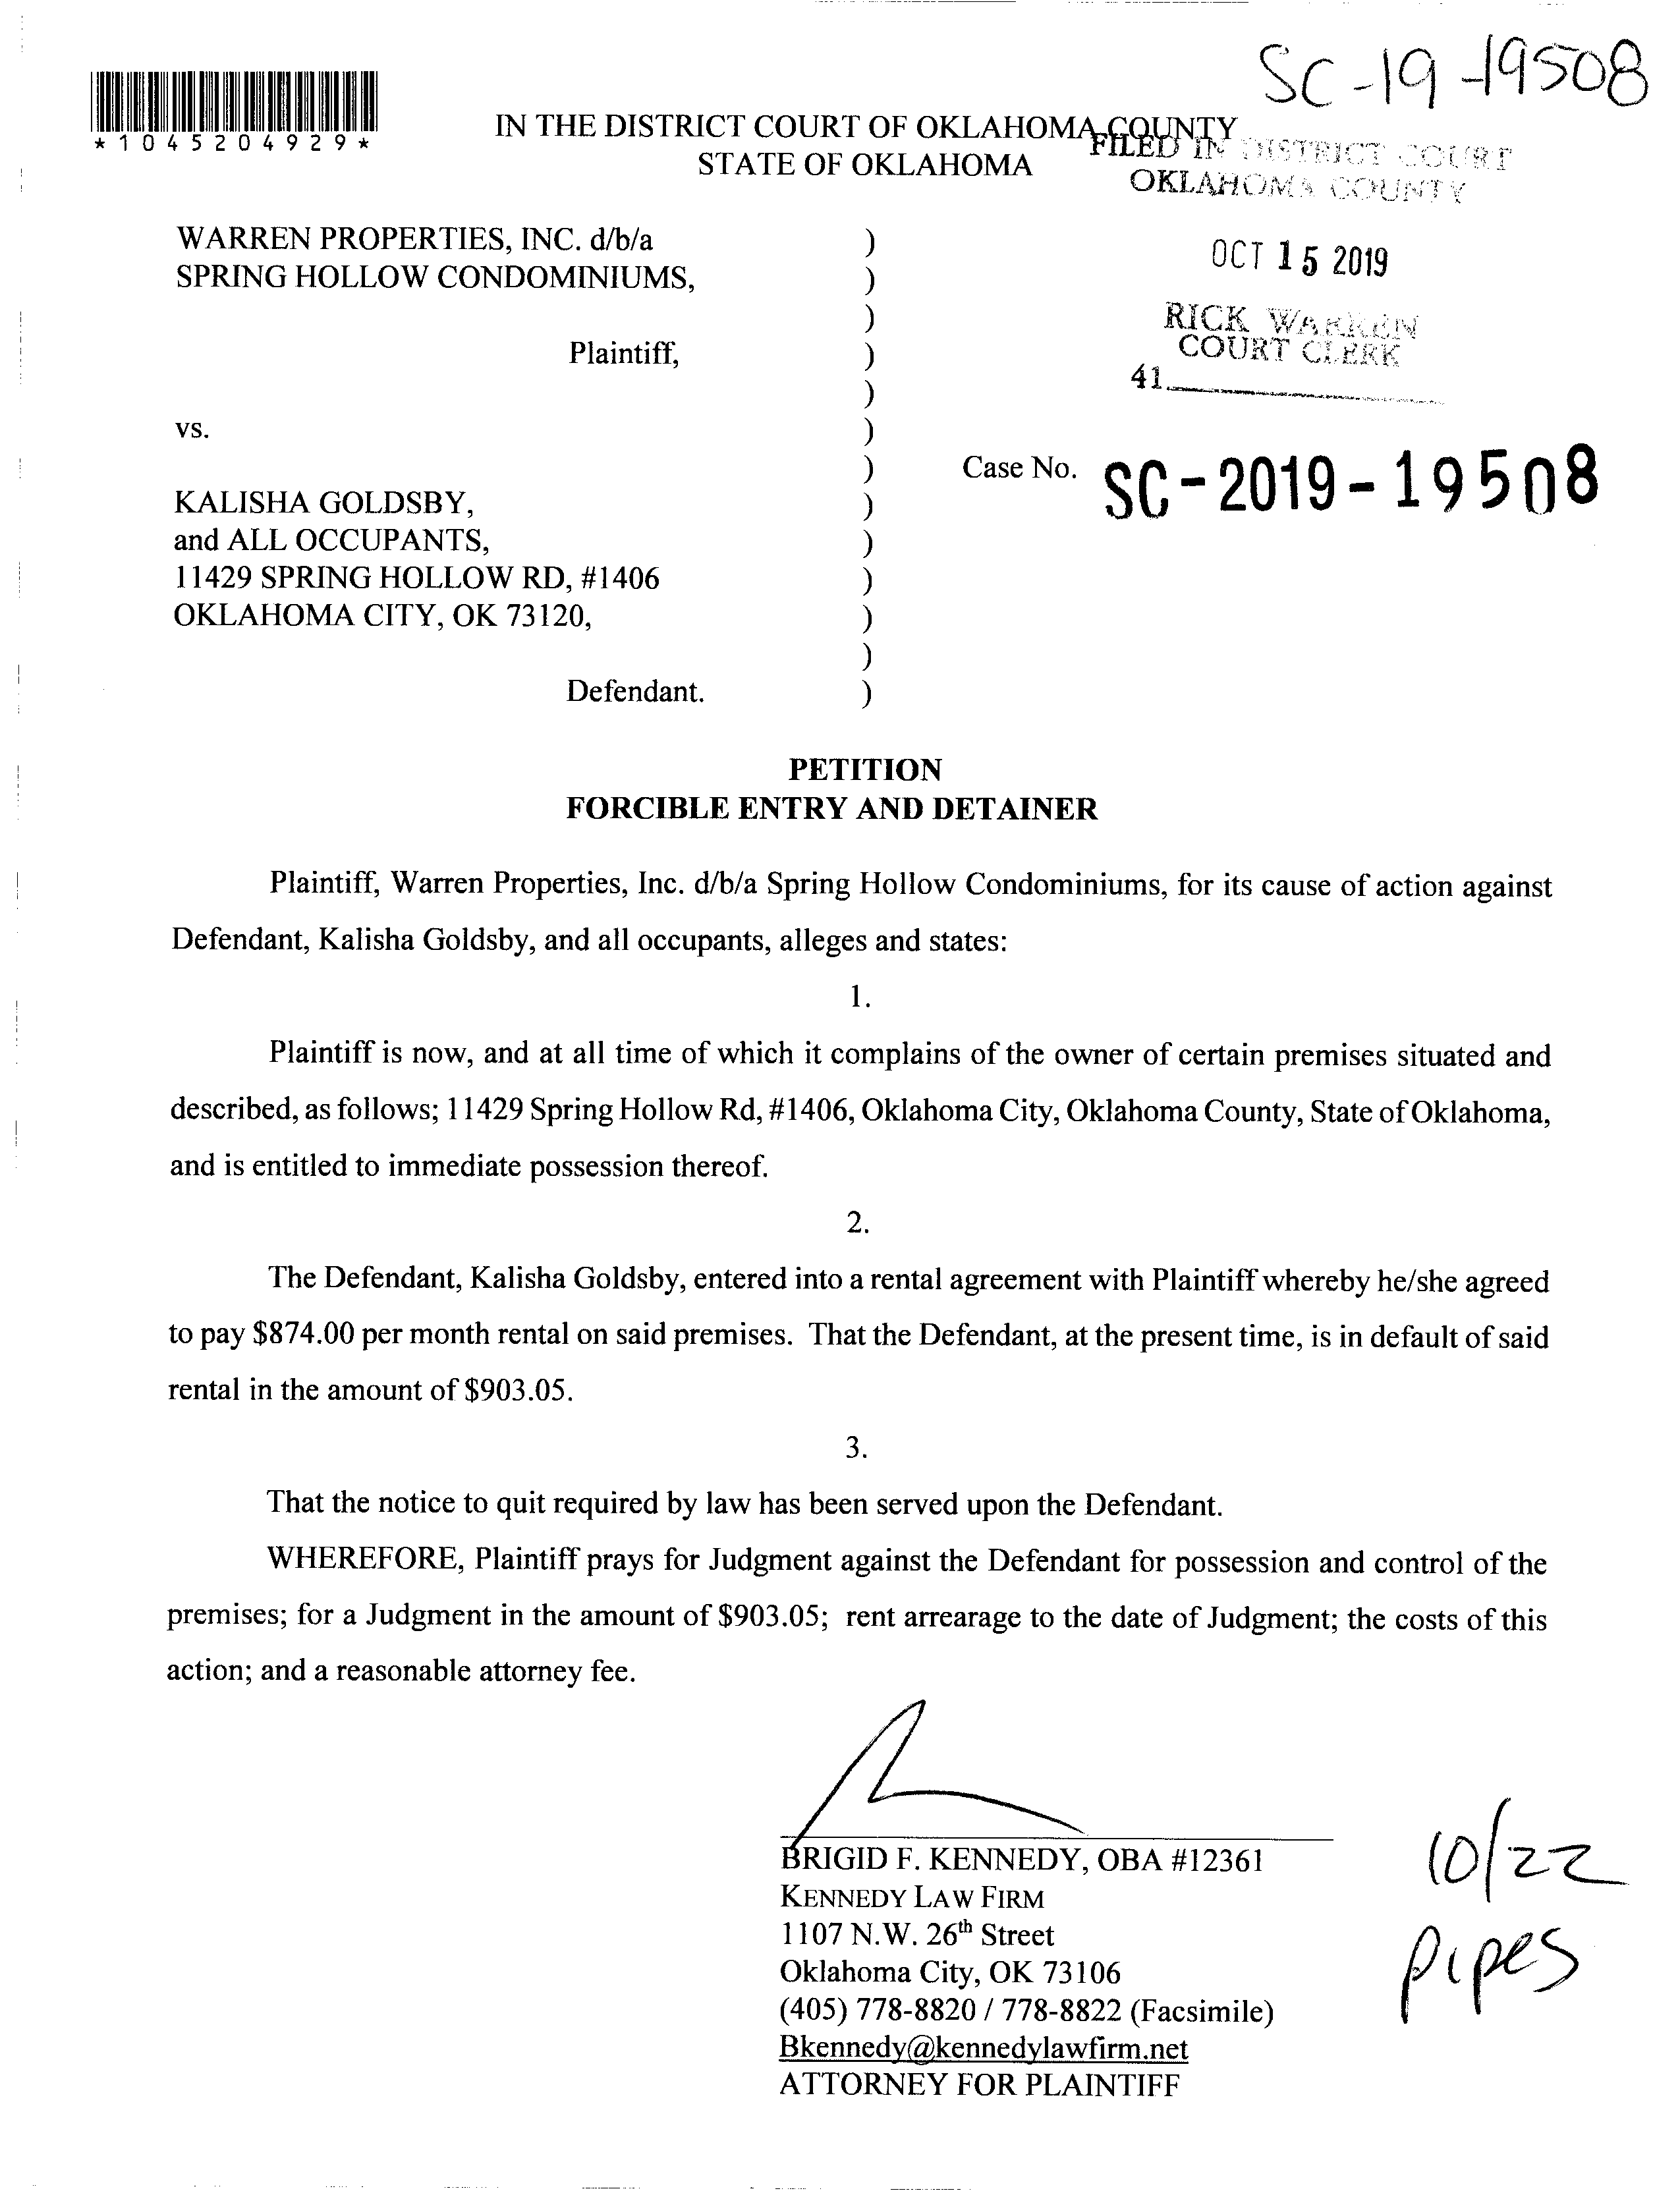 SC-19-19508
*1045204929*
IN THE DISTRICT COURT OF OKLAHOMA COUNTY
STATE OF OKLAHOMA
FILED IN DISTRICT COURT
OKLAHOMA COUNTY
OCT 15 2019
RICK WARREN
COURT CLERK
41
WARREN PROPERTIES, INC. d/b/a )
SPRING HOLLOW CONDOMINIUMS, )
)
Plaintiff, )
)
vs. )
) Case No. SC-2019-19508
KALISHA GOLDSBY, )
and ALL OCCUPANTS, )
11429 SPRING HOLLOW RD, #1406 )
OKLAHOMA CITY, OK 73120, )
)
Defendant. )
PETITION
FORCIBLE ENTRY AND DETAINER
Plaintiff, Warren Properties, Inc. d/b/a Spring Hollow Condominiums, for its cause of action against
Defendant, Kalisha Goldsby, and all occupants, alleges and states:
1.
Plaintiff is now, and at all time of which it complains of the owner of certain premises situated and
described, as follows; 11429 Spring Hollow Rd, #1406, Oklahoma City, Oklahoma County, State of Oklahoma,
and is entitled to immediate possession thereof.
2.
The Defendant, Kalisha Goldsby, entered into a rental agreement with Plaintiff whereby he/she agreed
to pay $874.00 per month rental on said premises. That the Defendant, at the present time, is in default of said
rental in the amount of $903.05.
3.
That the notice to quit required by law has been served upon the Defendant.
WHEREFORE, Plaintiff prays for Judgment against the Defendant for possession and control of the
premises; for a Judgment in the amount of $903.05; rent arrearage to the date of Judgment; the costs of this
action; and a reasonable attorney fee.
BRIGID F. KENNEDY, OBA #12361
KENNEDY LAW FIRM
1107 N.W. 26th Street
Oklahoma City, OK 73106
(405) 778-8820 / 778-8822 (Facsimile)
Bkennedy@kennedylawfirm.net
ATTORNEY FOR PLAINTIFF
10/22
pipes